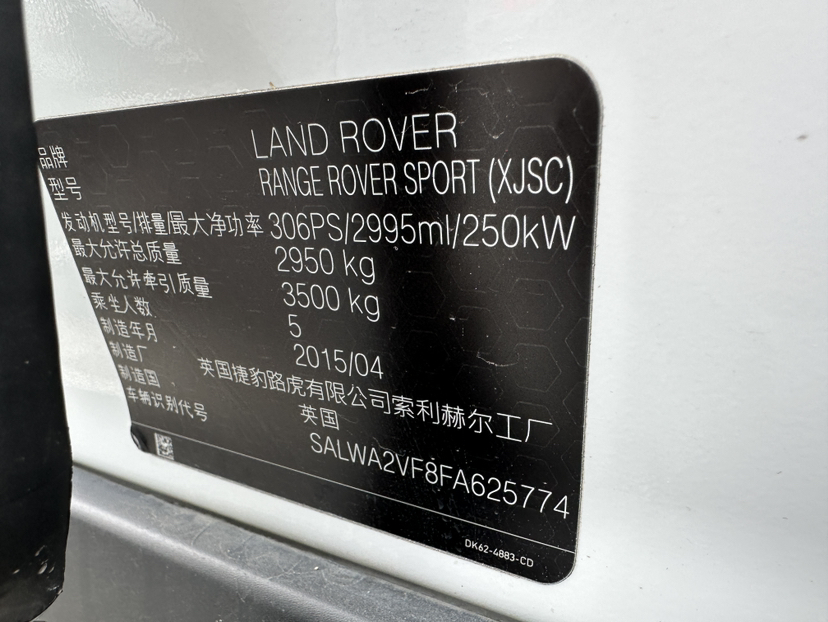 品牌 LAND ROVER
型号 RANGE ROVER SPORT (XJSC)
发动机型号/排量/最大净功率 306PS/2995ml/250kW
最大允许总质量 2950 kg
最大允许牵引质量 3500 kg
乘坐人数 5
制造年月 2015/04
制造厂 英国捷豹路虎有限公司索利赫尔工厂
制造国 英国
车辆识别代号 SALWA2VF8FA625774
DK62-4883-CD